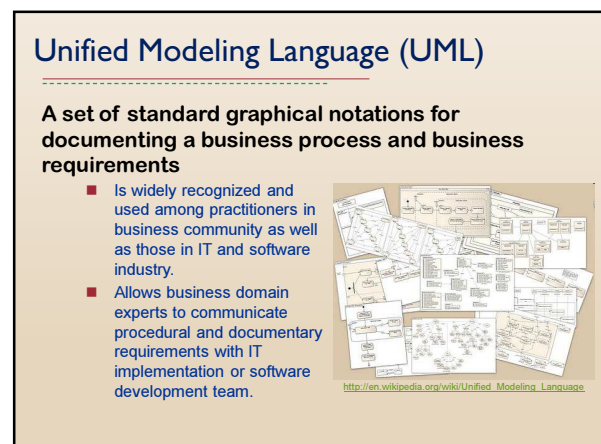 Unified Modeling Language (UML)
A set of standard graphical notations for
documenting a business process and business
requirements
Is widely recognized and
used among practitioners in
business community as well
as those in IT and software
industry.
Allows business domain
experts to communicate
procedural and documentary
requirements with IT
implementation or software
development team.
http://en.wikipedia.org/wiki/Unified_Modeling_Language